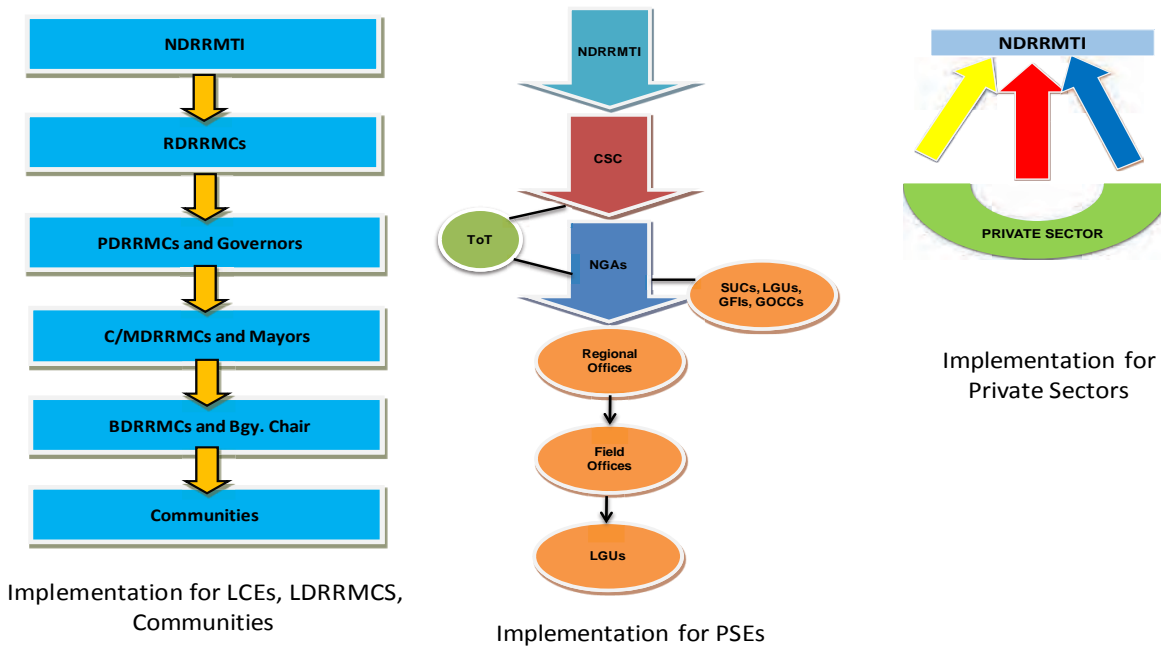 NDRRMTI
RDRRMCs
PDRRMCs and Governors
C/MDRRMCs and Mayors
BDRRMCs and Bgy. Chair
Communities
Implementation for LCEs, LDRRMCS,
Communities
NDRRMTI
CSC
ToT
NGAs
SUCs, LGUs,
GFIs, GOCCs
Regional
Offices
Field
Offices
LGUs
Implementation for PSEs
NDRRMTI
PRIVATE SECTOR
Implementation for
Private Sectors